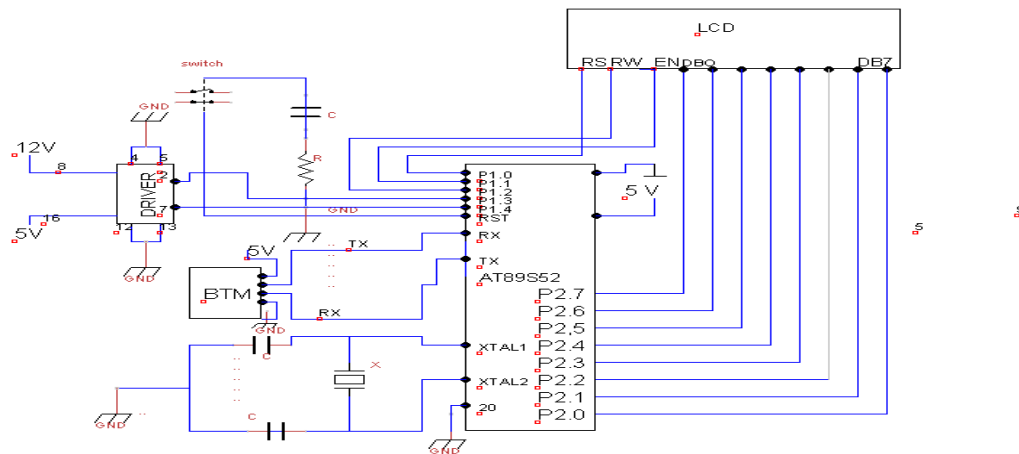 LCD
RS RW EN DB0 DB7
switch
GND
C
12V
8
4 5
2
DRIVER
7
R
16
5V
12 13
GND
GND
P1.0
P1.1
P1.2
P1.3
P1.4
RST
RX
TX
AT89S52
5 V
5
5V
TX
BTM
RX
GND
P2.7
P2.6
P2,5
P2.4
P2.3
P2.2
P2.1
P2.0
C
XTAL1
X
XTAL2
20
C
GND
GND